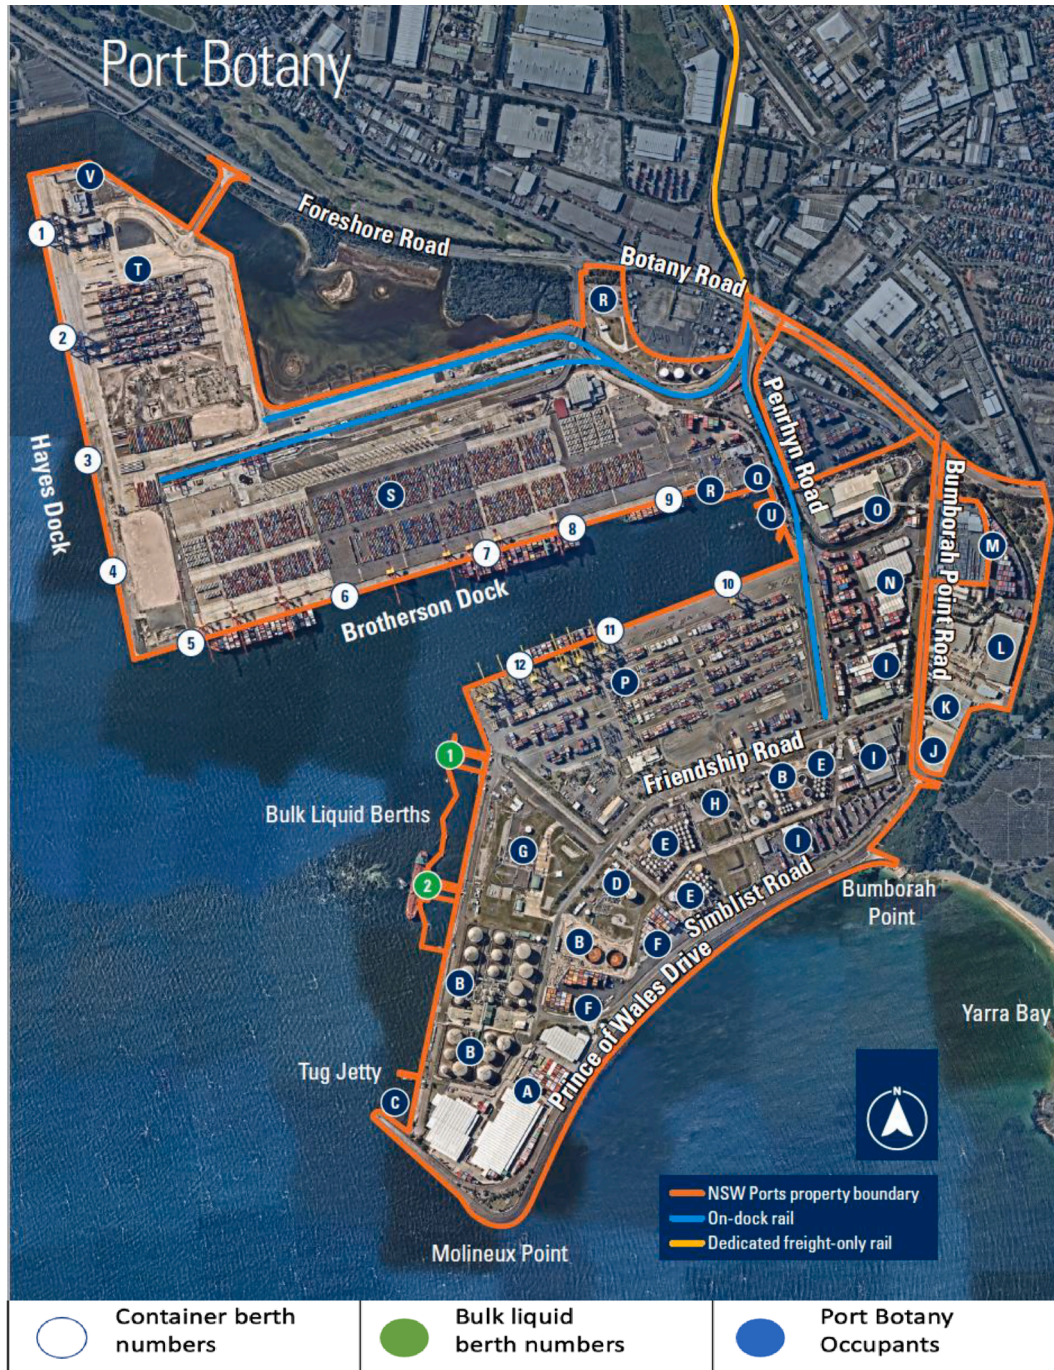 Port Botany
V
1
T
Foreshore Road
Botany Road
R
2
Penrhyn Road
Hayes Dock
3
S
9
R
Q
U
O
Bumborah Point Road
M
8
7
4
6
N
Brotherson Dock
10
5
11
12
P
I
L
K
J
1
Friendship Road
B
E
I
H
Bulk Liquid Berths
G
E
I
D
2
E
Simblist Road
Bumborah
Point
B
F
Prince of Wales Drive
B
F
Yarra Bay
B
Tug Jetty
A
C
N
NSW Ports property boundary
On-dock rail
Dedicated freight-only rail
Molineux Point
Container berth
numbers
Bulk liquid
berth numbers
Port Botany
Occupants